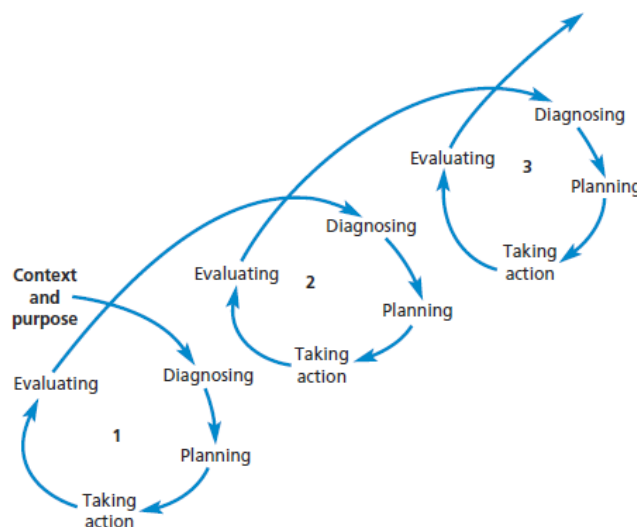 Diagnosing
Evaluating
3
Planning
Taking
action
Diagnosing
Evaluating
2
Planning
Taking
action
Context
and
purpose
Diagnosing
Evaluating
1
Planning
Taking
action